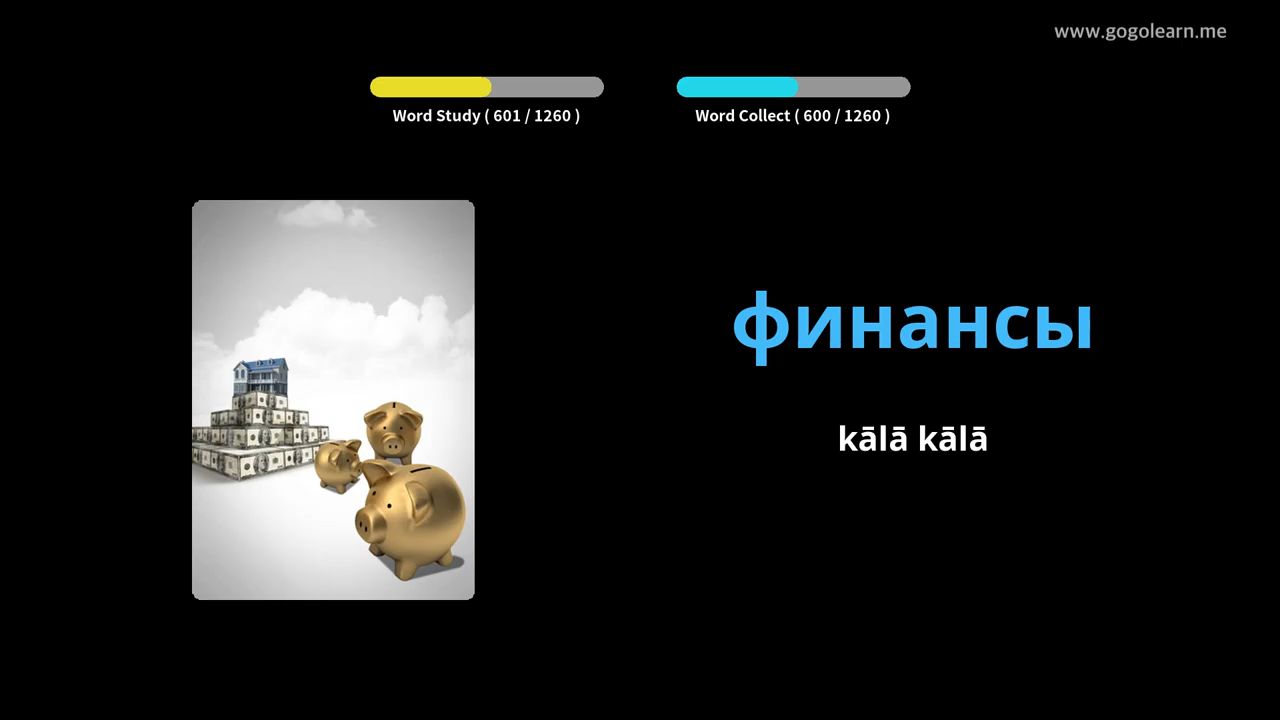 www.gogolearn.me
Word Study ( 601 / 1260 )
Word Collect ( 600 / 1260 )
финансы
kālā kālā